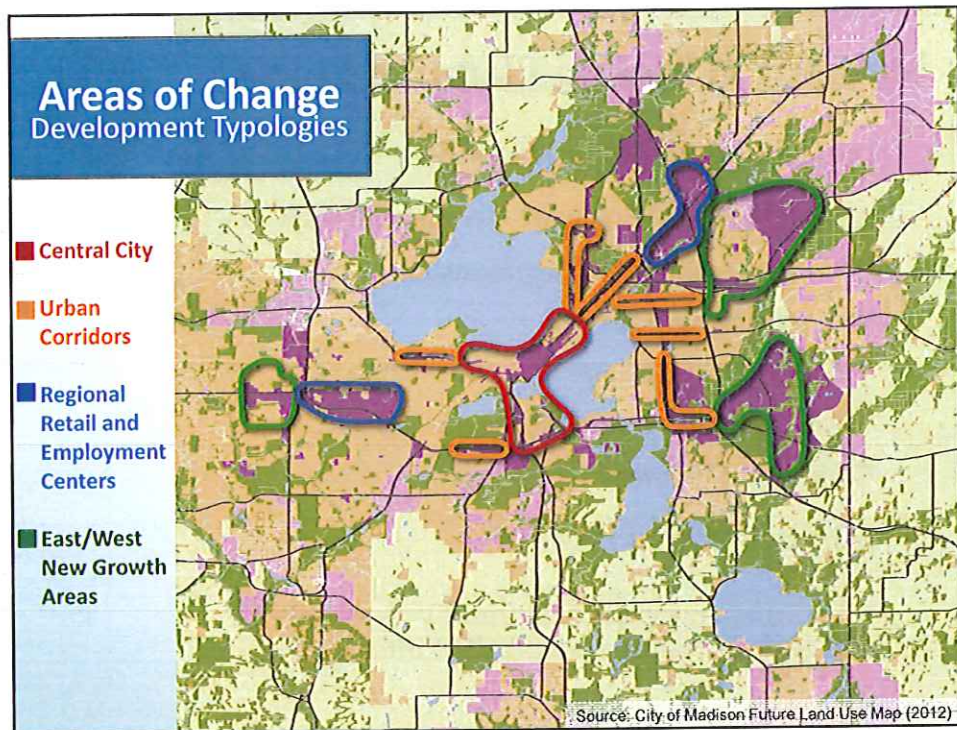 Areas of Change
Development Typologies
Central City
Urban
Corridors
Regional
Retail and
Employment
Centers
East/West
New Growth
Areas
Source: City of Madison Future Land Use Map (2012)